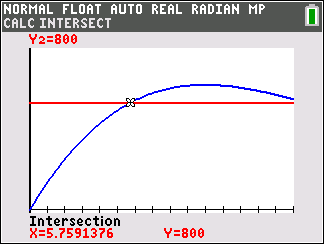 NORMAL FLOAT AUTO REAL RADIAN MP
CALC INTERSECT
Y2=800
Intersection
X=5.7591376 Y=800